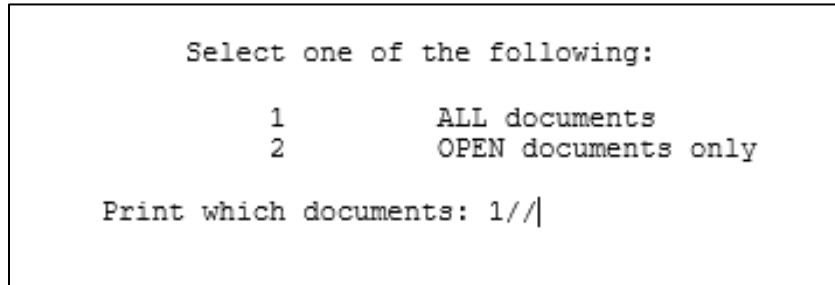 Select one of the following:
1 ALL documents
2 OPEN documents only
Print which documents: 1//